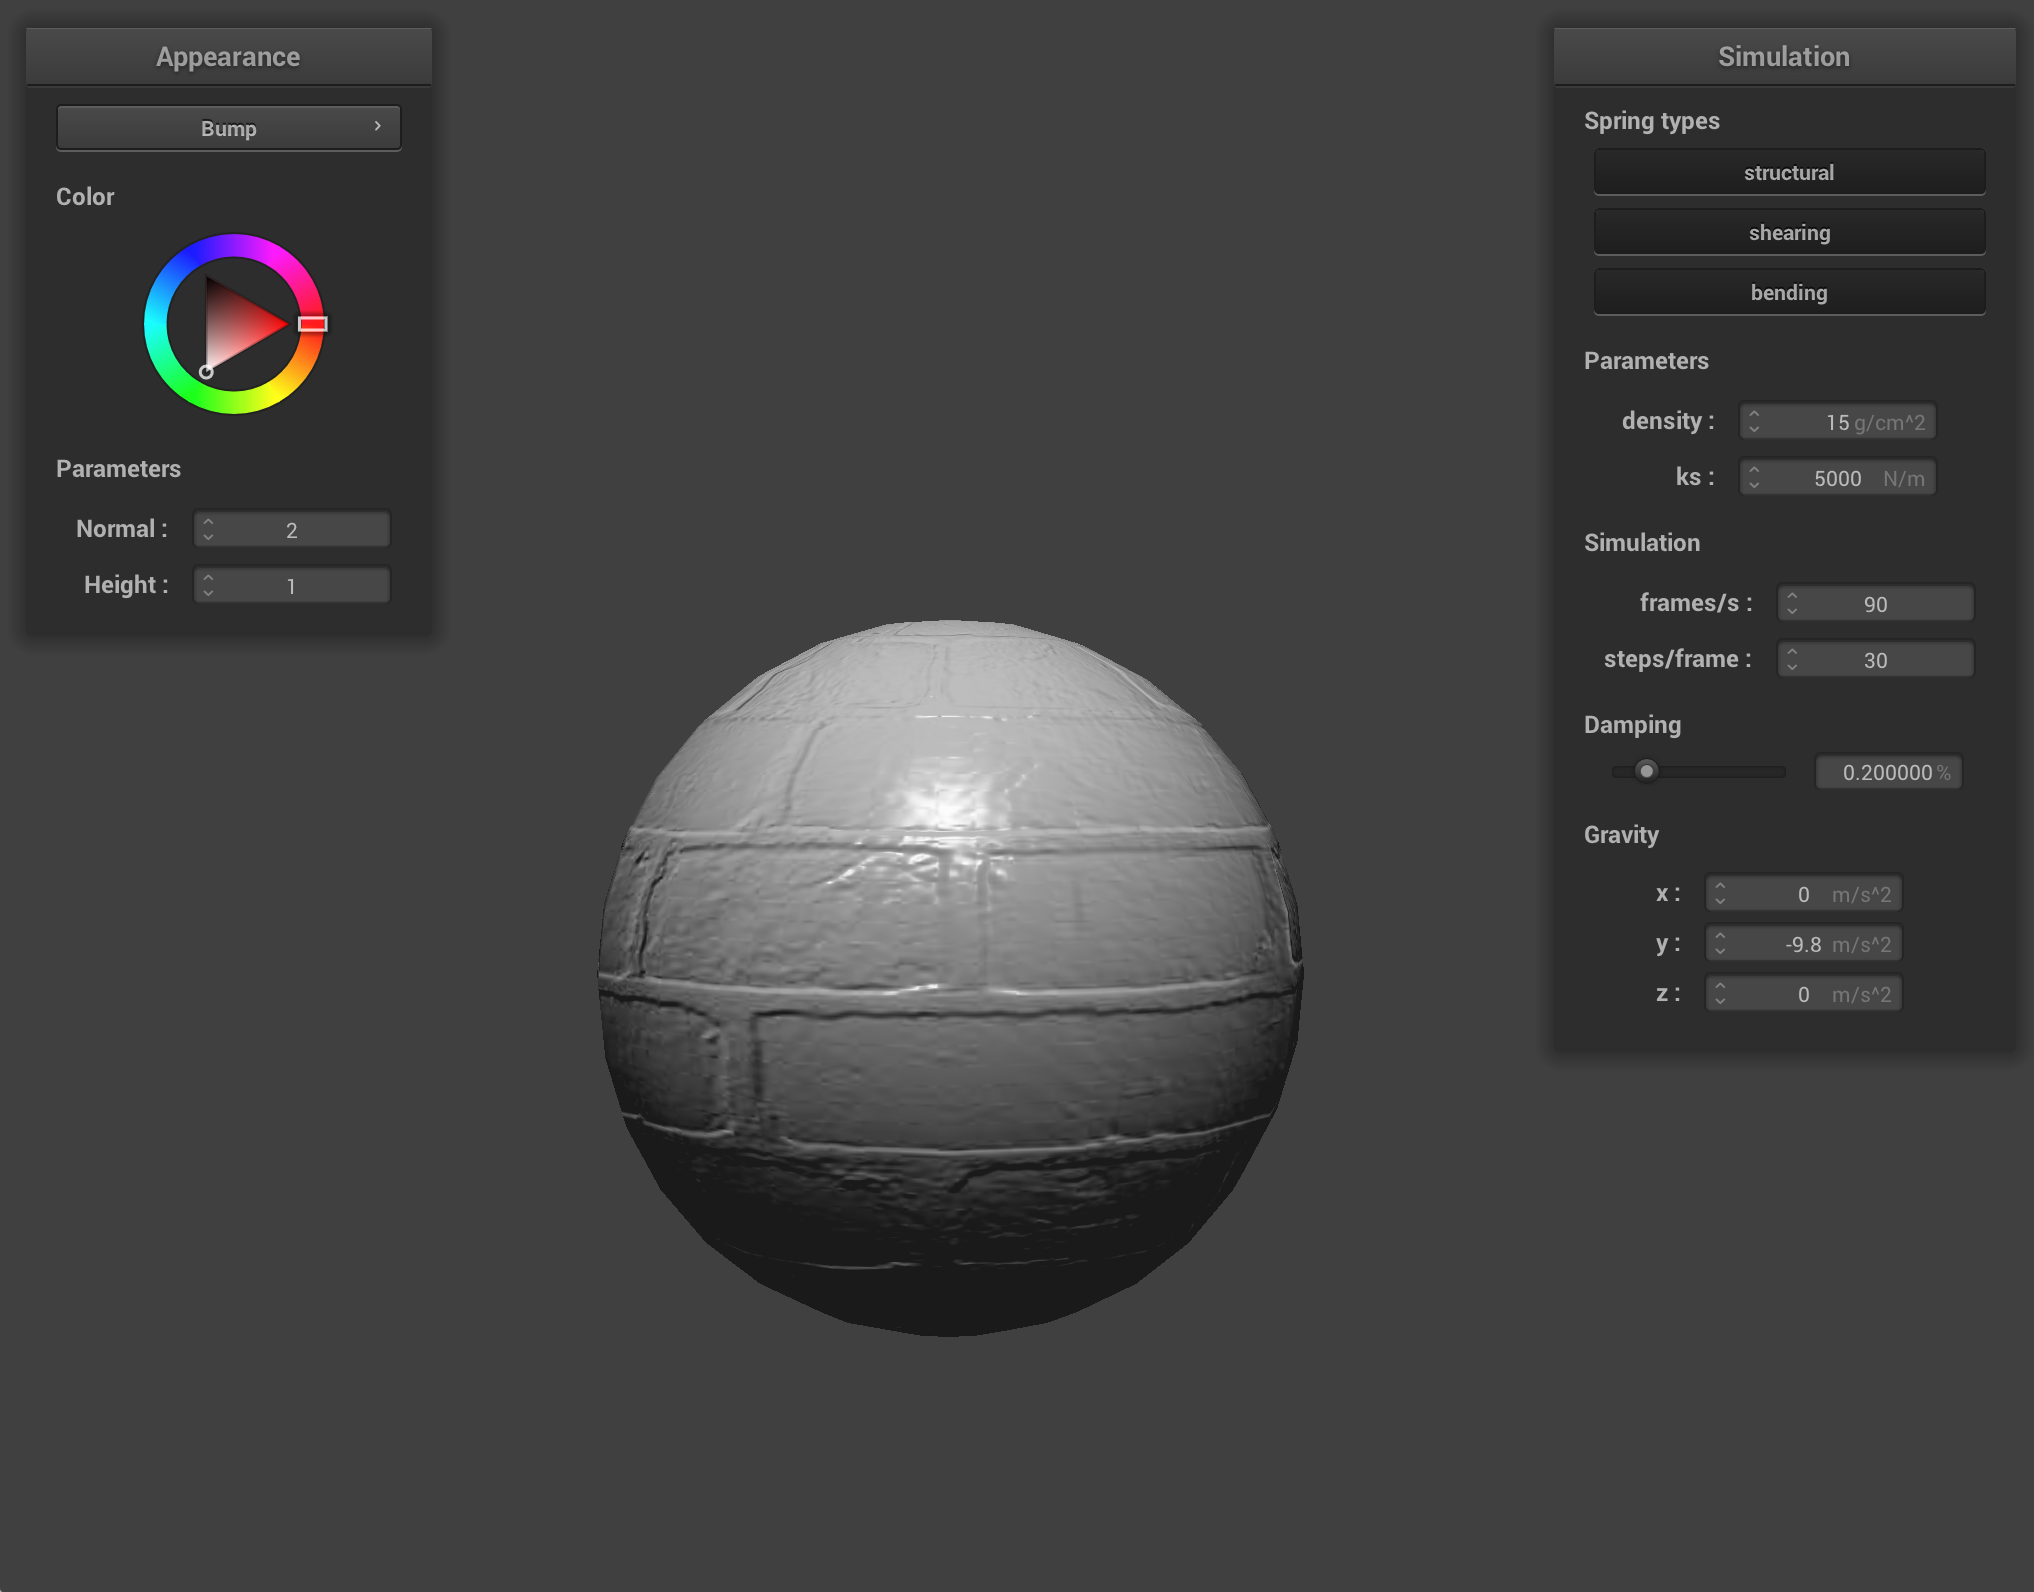 Appearance
Bump
Color
Parameters
Normal : 2
Height : 1
Simulation
Spring types
structural
shearing
bending
Parameters
density : 15 g/cm^2
ks : 5000 N/m
Simulation
frames/s : 90
steps/frame : 30
Damping
0.200000 %
Gravity
x : 0 m/s^2
y : -9.8 m/s^2
z : 0 m/s^2